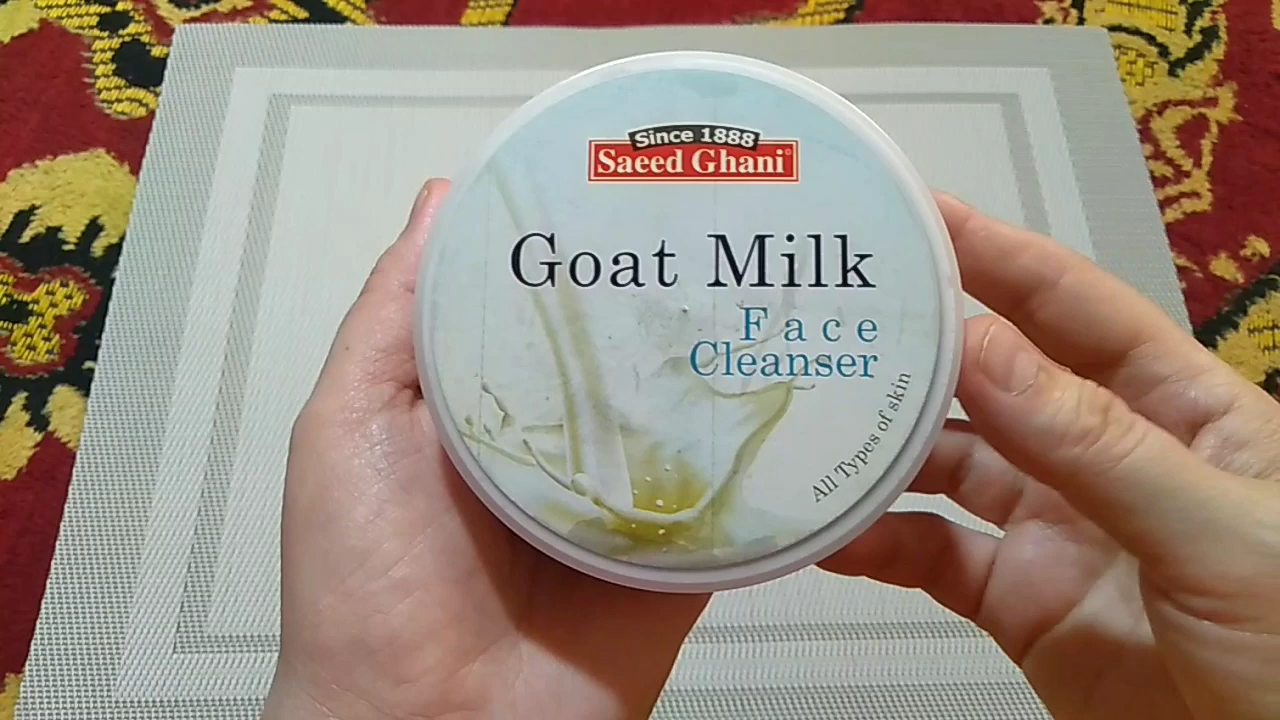 Since 1888
Saeed Ghani
Goat Milk
Face
Cleanser
All Types of skin